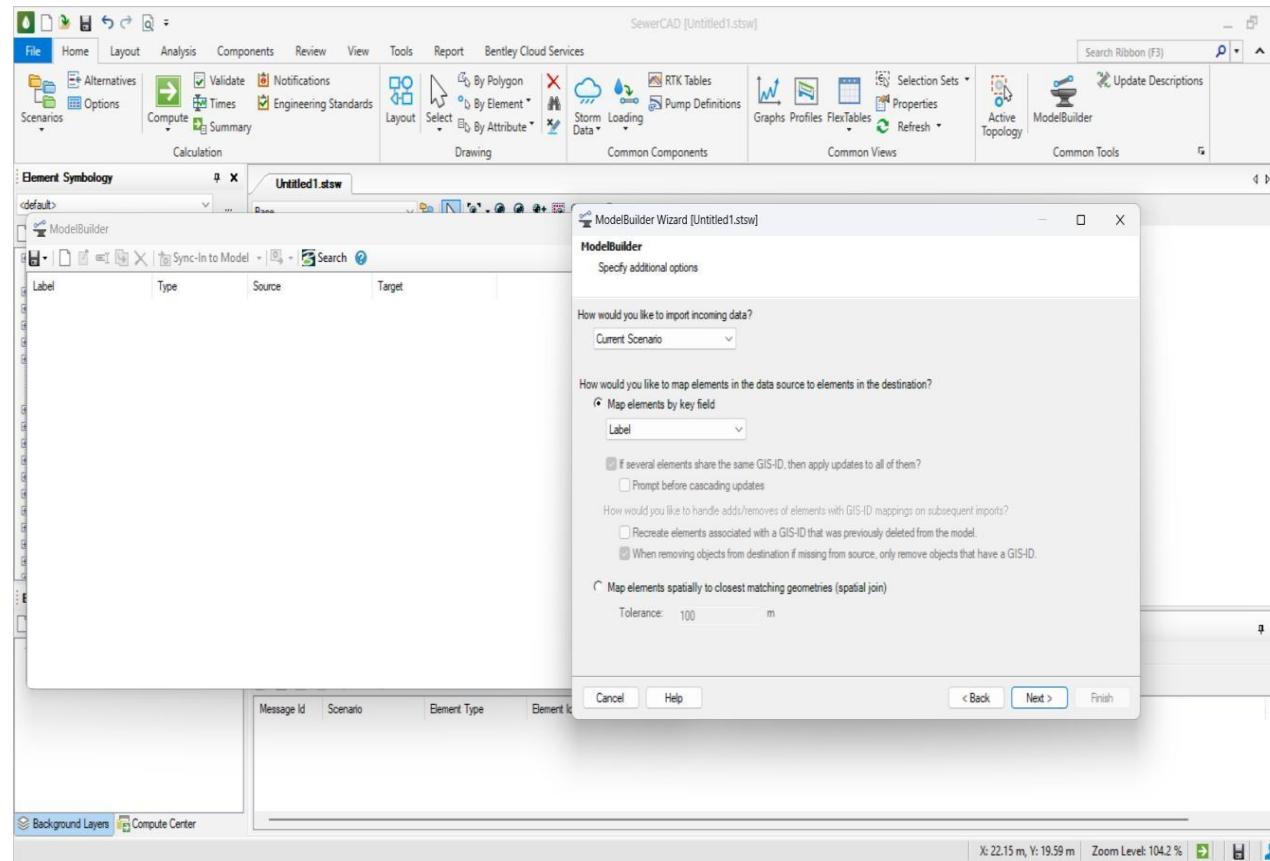 SewerCAD [Untitled1.stsw]
File Home Layout Analysis Components Review View Tools Report Bentley Cloud Services Search Ribbon (F3)
Scenarios
Alternatives
Options
Compute
Validate
Times
Summary
Notifications
Engineering Standards
Calculation
Layout
Select
By Polygon
By Element
By Attribute
Drawing
Storm Data
Loading
RTK Tables
Pump Definitions
Common Components
Graphs Profiles FlexTables
Selection Sets
Properties
Refresh
Common Views
Active Topology
ModelBuilder
Update Descriptions
Common Tools
Element Symbology
Untitled1.stsw
<default>
ModelBuilder
Sync-In to Model
Search
Label Type Source Target
ModelBuilder Wizard [Untitled1.stsw]
ModelBuilder
Specify additional options
How would you like to import incoming data?
Current Scenario
How would you like to map elements in the data source to elements in the destination?
Map elements by key field
Label
If several elements share the same GIS-ID, then apply updates to all of them?
Prompt before cascading updates
How would you like to handle adds/removes of elements with GIS-ID mappings on subsequent imports?
Recreate elements associated with a GIS-ID that was previously deleted from the model.
When removing objects from destination if missing from source, only remove objects that have a GIS-ID.
Map elements spatially to closest matching geometries (spatial join)
Tolerance: 100 m
Cancel Help < Back Next > Finish
Message Id Scenario Element Type Element
Background Layers Compute Center
X: 22.15 m, Y: 19.59 m Zoom Level: 104.2 %